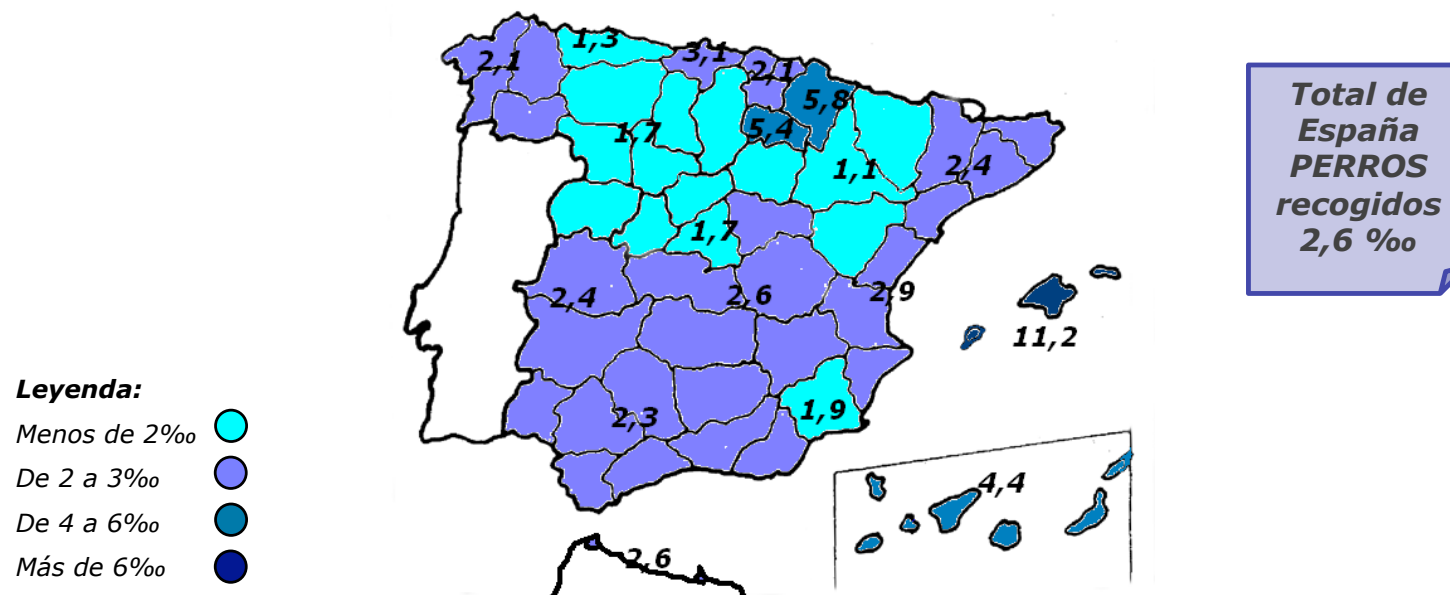 1,3
3,1
2,1
2,1
5,8
5,4
1,7
1,1
2,4
1,7
2,4
2,6
2,9
11,2
2,3
1,9
4,4
2,6
Total de
España
PERROS
recogidos
2,6 ‰
Leyenda:
Menos de 2‰
De 2 a 3‰
De 4 a 6‰
Más de 6‰